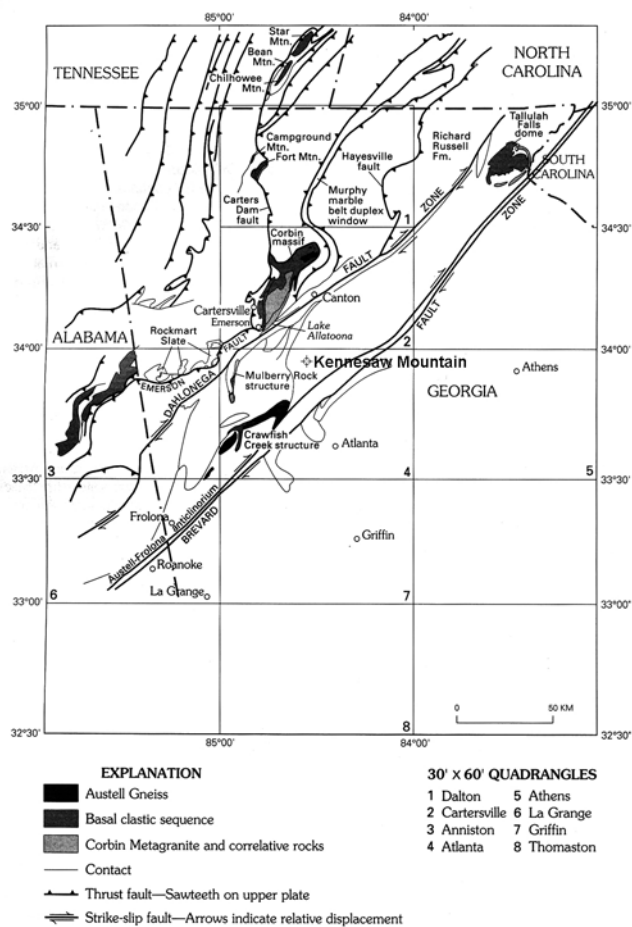 85°00'
84°00'
Star
Mtn.
Bean
Mtn.
Chilhowee
Mtn.
TENNESSEE
NORTH
CAROLINA
35°00'
35°00'
Tallulah
Falls
dome
Campground
Mtn.
Fort Mtn.
Hayesville
fault
Richard
Russell
Fm.
SOUTH
CAROLINA
Carters
Dam
fault
Murphy
marble
belt duplex
window
ZONE
ZONE
34°30'
1
34°30'
Corbin
massif
FAULT
FAULT
Canton
Cartersville
Emerson
Lake
Allatoona
ALABAMA
Rockmart
Slate
FAULT
34°00'
2
34°00'
Kennesaw Mountain
EMERSON
DAHLONEGA
Mulberry Rock
structure
Athens
GEORGIA
Crawfish
Creek structure
Atlanta
33°30'
3
4
5
33°30'
Frolona
Austell-Frolona anticlinorium
BREVARD
Griffin
Roanoke
La Grange
33°00'
6
7
33°00'
0
50 KM
32°30'
8
32°30'
85°00'
84°00'
EXPLANATION
Austell Gneiss
Basal clastic sequence
Corbin Metagranite and correlative rocks
Contact
Thrust fault—Sawteeth on upper plate
Strike-slip fault—Arrows indicate relative displacement
30' X 60' QUADRANGLES
1 Dalton 5 Athens
2 Cartersville 6 La Grange
3 Anniston 7 Griffin
4 Atlanta 8 Thomaston